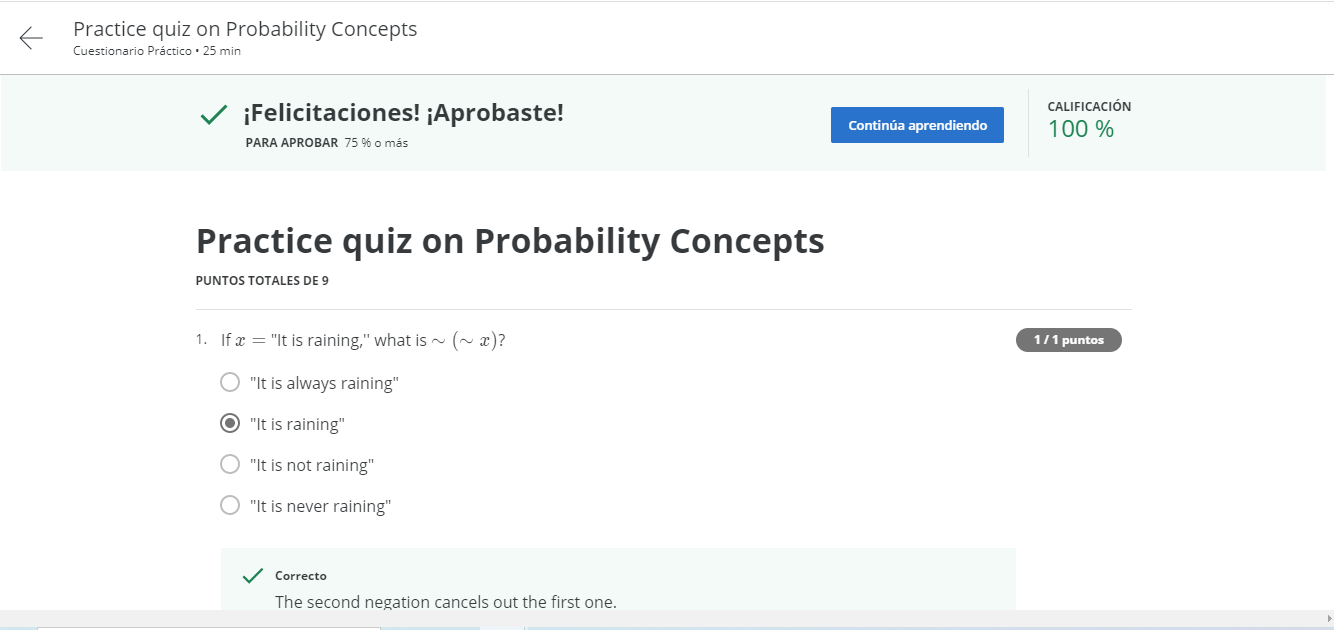 Practice quiz on Probability Concepts
Cuestionario Práctico • 25 min
¡Felicitaciones! ¡Aprobaste!
PARA APROBAR 75 % o más
Continúa aprendiendo
CALIFICACIÓN
100 %
Practice quiz on Probability Concepts
PUNTOS TOTALES DE 9
1. If x = "It is raining," what is ∼ (∼ x)?
1 / 1 puntos
"It is always raining"
"It is raining"
"It is not raining"
"It is never raining"
Correcto
The second negation cancels out the first one.